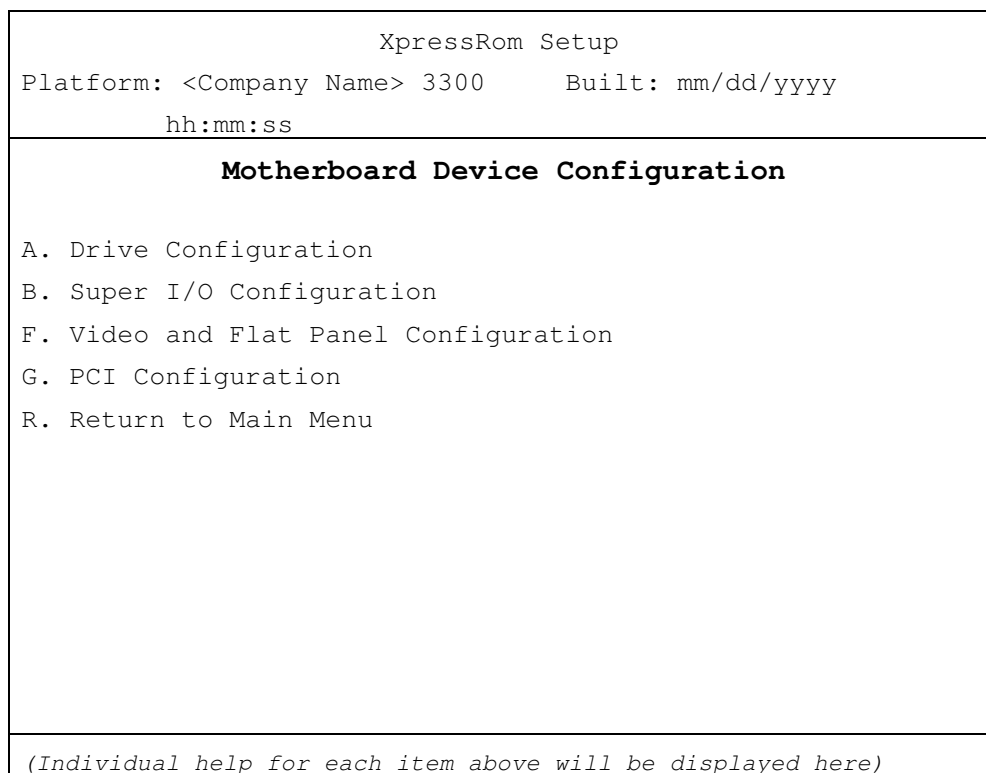 XpressRom Setup
Platform: <Company Name> 3300 Built: mm/dd/yyyy
hh:mm:ss
Motherboard Device Configuration
A. Drive Configuration
B. Super I/O Configuration
F. Video and Flat Panel Configuration
G. PCI Configuration
R. Return to Main Menu
(Individual help for each item above will be displayed here)